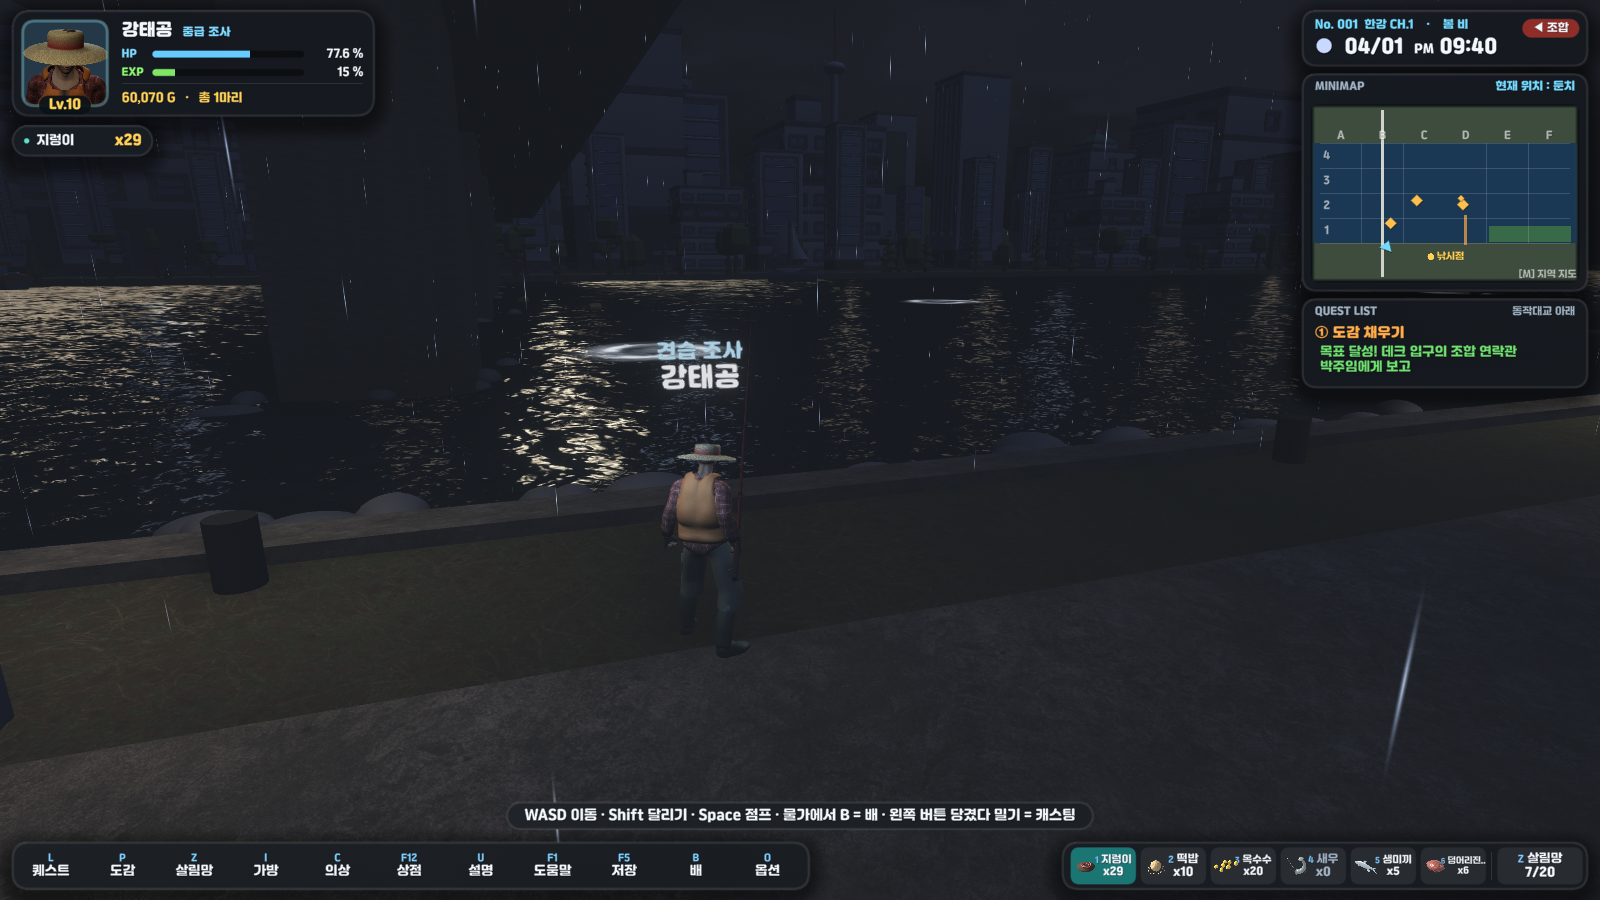 강태공 중급 조사
HP 77.6 %
EXP 15 %
Lv.10
60,070 G · 총 1마리
지렁이 x29
No. 001 한강 CH.1 · 봄 비
◀ 조합
04/01 PM 09:40
MINIMAP 현재 위치 : 둔치
A B C D E F
4
3
2
1
낚시점
[M] 지역 지도
QUEST LIST 동작대교 아래
① 도감 채우기
목표 달성! 데크 입구의 조합 연락관
박주임에게 보고
견습 조사
강태공
WASD 이동 · Shift 달리기 · Space 점프 · 물가에서 B = 배 · 왼쪽 버튼 당겼다 밀기 = 캐스팅
L P Z I C F12 U F1 F5 B O
퀘스트 도감 살림망 가방 의상 상점 설명 도움말 저장 배 옵션
1 지렁이 2 떡밥 3 옥수수 4 새우 5 생미끼 6 덩어리진.. Z 살림망
x29 x10 x20 x0 x5 x6 7/20